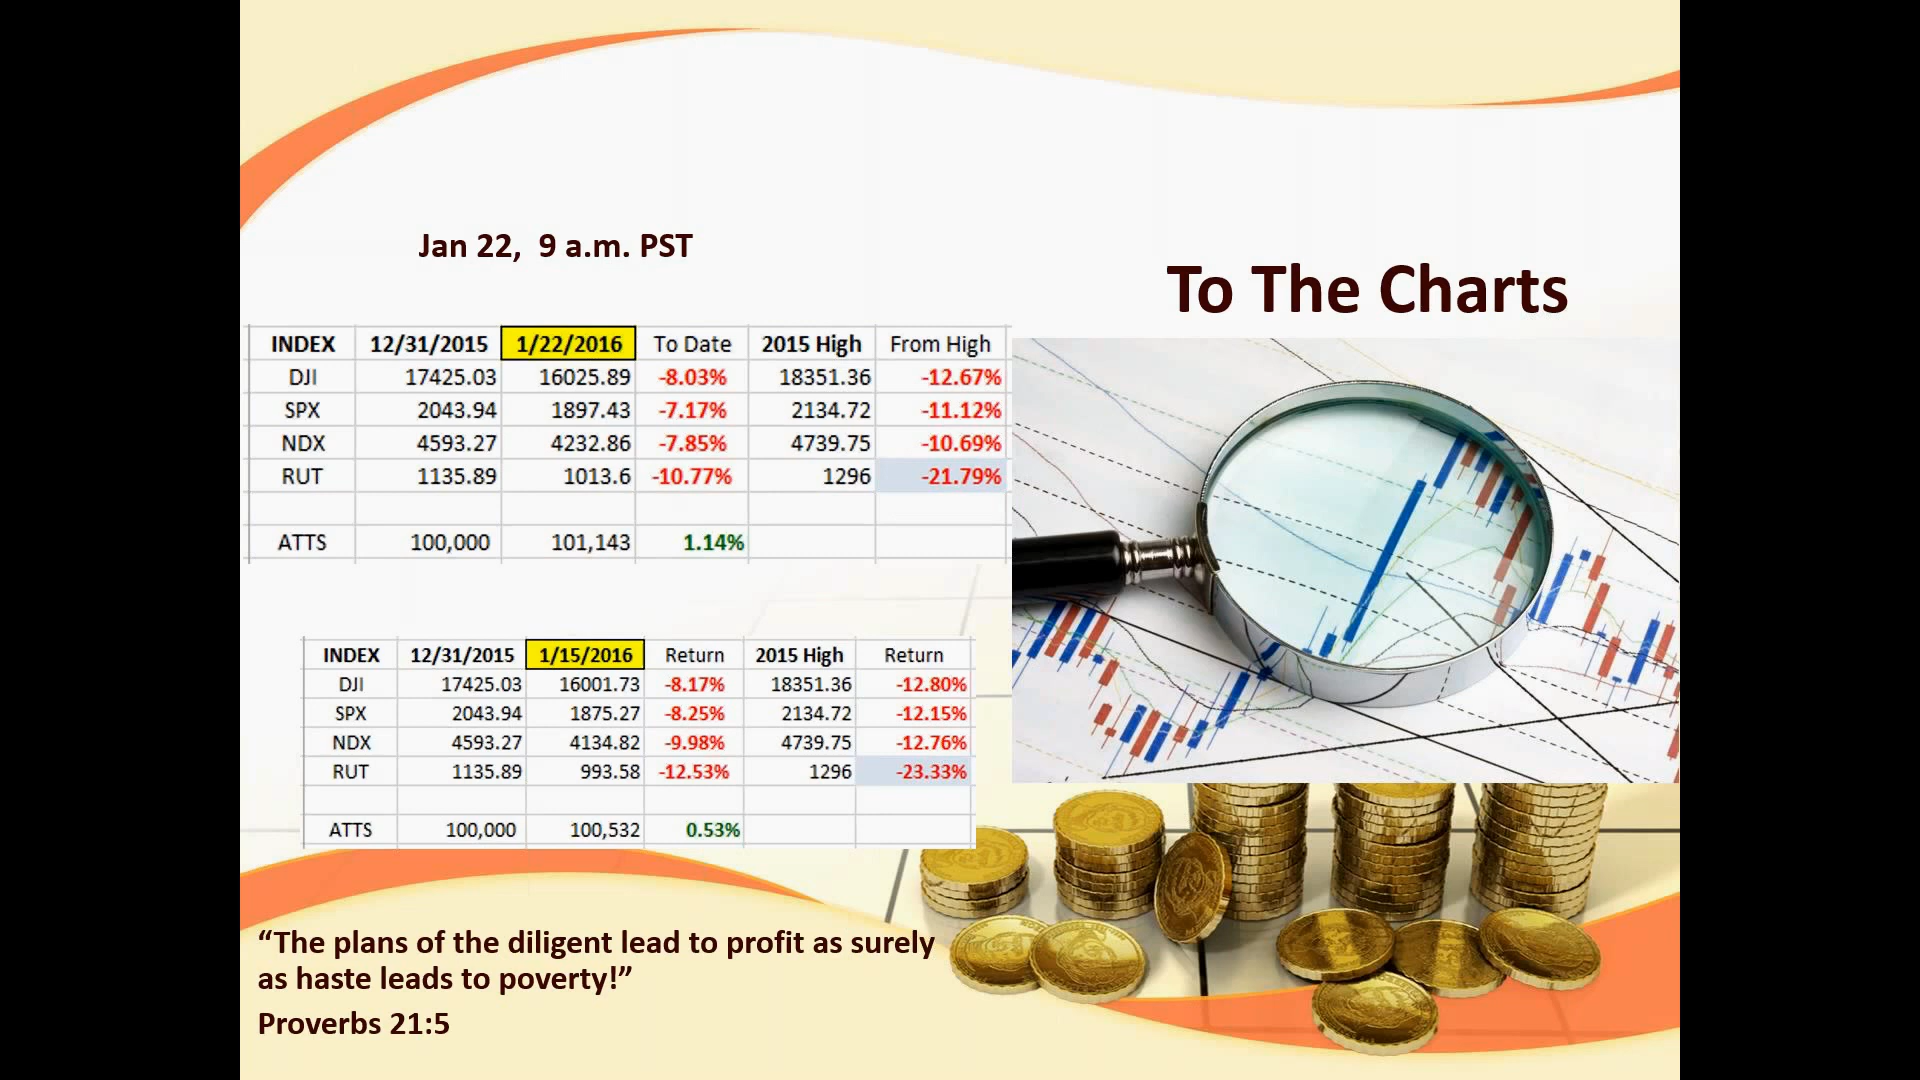 Jan 22,  9 a.m. PST
To The Charts
INDEX 12/31/2015 1/22/2016 To Date 2015 High From High
DJI 17425.03 16025.89 -8.03% 18351.36 -12.67%
SPX 2043.94 1897.43 -7.17% 2134.72 -11.12%
NDX 4593.27 4232.86 -7.85% 4739.75 -10.69%
RUT 1135.89 1013.6 -10.77% 1296 -21.79%
ATTS 100,000 101,143 1.14%
INDEX 12/31/2015 1/15/2016 Return 2015 High Return
DJI 17425.03 16001.73 -8.17% 18351.36 -12.80%
SPX 2043.94 1875.27 -8.25% 2134.72 -12.15%
NDX 4593.27 4134.82 -9.98% 4739.75 -12.76%
RUT 1135.89 993.58 -12.53% 1296 -23.33%
ATTS 100,000 100,532 0.53%
“The plans of the diligent lead to profit as surely
as haste leads to poverty!”
Proverbs 21:5